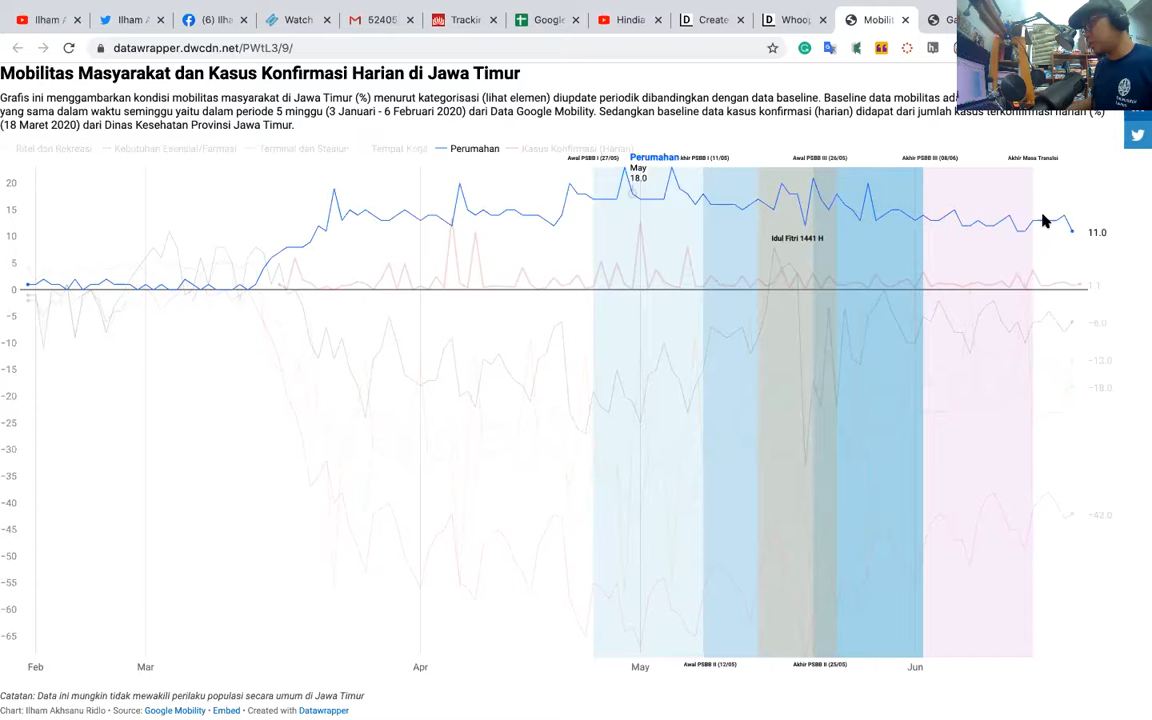 Ilham A
Ilham A
(6) Ilha
Watch
52405
Trackin
Google
Hindia
Create
Whoop
Mobilit
Ga
datawrapper.dwcdn.net/PWtL3/9/
Mobilitas Masyarakat dan Kasus Konfirmasi Harian di Jawa Timur
Grafis ini menggambarkan kondisi mobilitas masyarakat di Jawa Timur (%) menurut kategorisasi (lihat elemen) diupdate periodik dibandingkan dengan data baseline. Baseline data mobilitas
yang sama dalam waktu seminggu yaitu dalam periode 5 minggu (3 Januari - 6 Februari 2020) dari Data Google Mobility. Sedangkan baseline data kasus konfirmasi (harian) didapat dari jumlah kasus terkonfirmasi harian (%)
(18 Maret 2020) dari Dinas Kesehatan Provinsi Jawa Timur.
Ritel dan Rekreasi Kebutuhan Esensial/Farmasi Terminal dan Stasiun Tempat Kerja Perumahan Kasus Konfirmasi (Harian)
Awal PSBB I (27/05) Perumahan khir PSBB I (11/05) Awal PSBB III (26/05) Akhir PSBB III (08/06) Akhir Masa Transisi
May
18.0
20
15
10
5
0
−5
−10
−15
−20
−25
−30
−35
−40
−45
−50
−55
−60
−65
Idul Fitri 1441 H
11.0
1.1
−6.0
−13.0
−18.0
−42.0
Awal PSBB II (12/05) Akhir PSBB II (25/05)
Feb Mar Apr May Jun
Catatan: Data ini mungkin tidak mewakili perilaku populasi secara umum di Jawa Timur
Chart: Ilham Akhsanu Ridlo • Source: Google Mobility • Embed • Created with Datawrapper